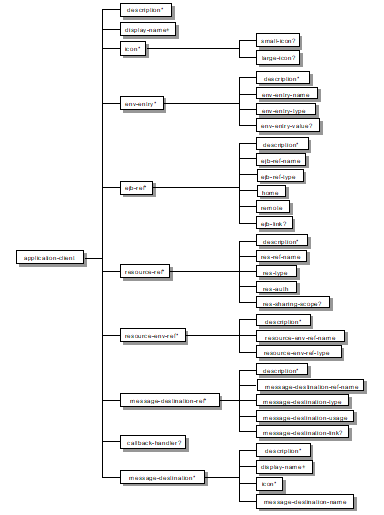 description*
display-name+
icon*
small-icon?
large-icon?
env-entry*
description*
env-entry-name
env-entry-type
env-entry-value?
ejb-ref*
description*
ejb-ref-name
ejb-ref-type
home
remote
ejb-link?
application-client
resource-ref*
description*
res-ref-name
res-type
res-auth
res-sharing-scope?
resource-env-ref*
description*
resource-env-ref-name
resource-env-ref-type
message-destination-ref*
description*
message-destination-ref-name
message-destination-type
message-destination-usage
message-destination-link?
callback-handler?
message-destination*
description*
display-name+
icon*
message-destination-name